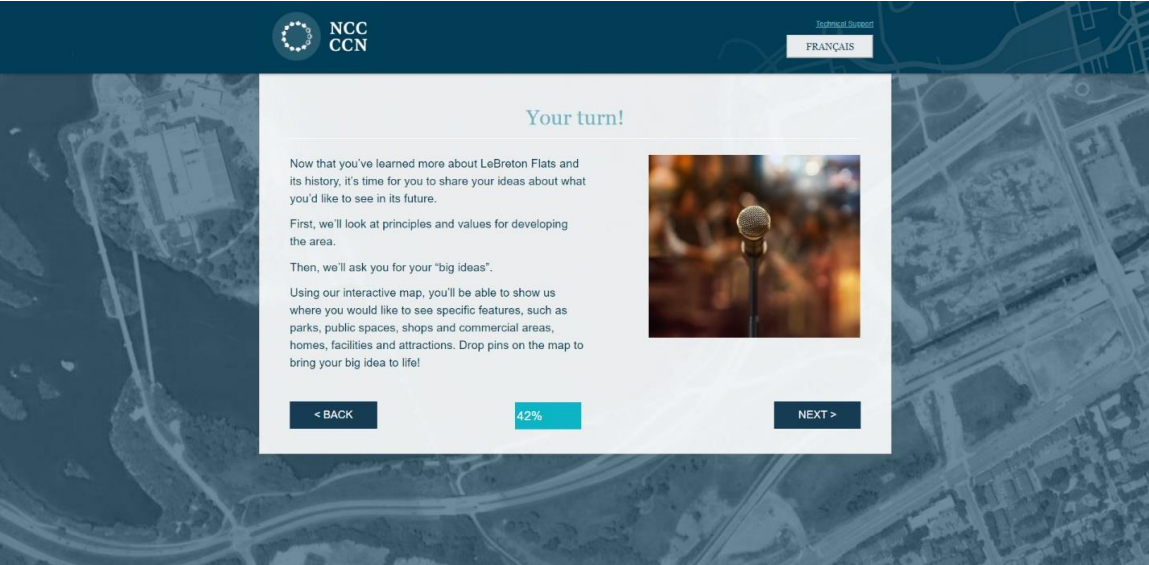 NCC
CCN
Technical Support
FRANÇAIS
Your turn!
Now that you've learned more about LeBreton Flats and
its history, it's time for you to share your ideas about what
you'd like to see in its future.
First, we'll look at principles and values for developing
the area.
Then, we'll ask you for your “big ideas”.
Using our interactive map, you'll be able to show us
where you would like to see specific features, such as
parks, public spaces, shops and commercial areas,
homes, facilities and attractions. Drop pins on the map to
bring your big idea to life!
< BACK
42%
NEXT >